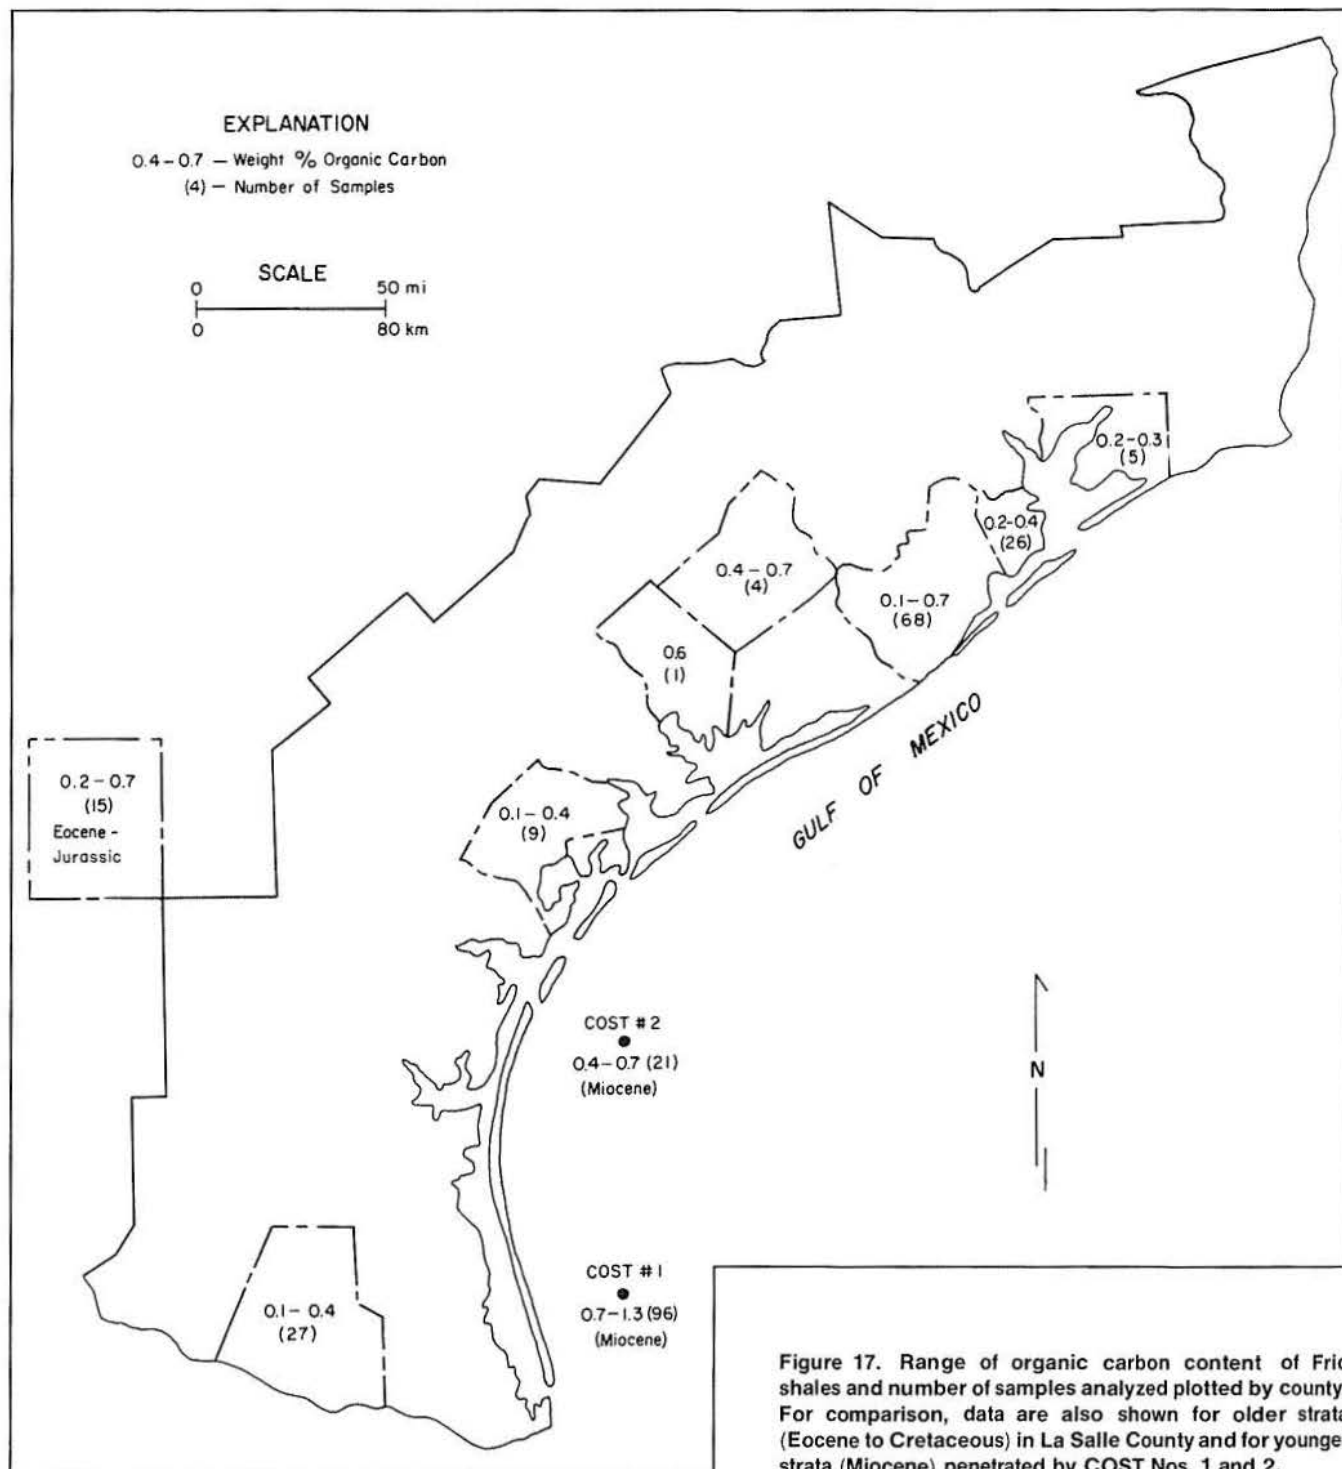 EXPLANATION
0.4-0.7 — Weight % Organic Carbon
(4) — Number of Samples
SCALE
0 50 mi
0 80 km
0.2-0.3
(5)
0.2-0.4
(26)
0.4-0.7
(4)
0.1-0.7
(68)
0.6
(1)
GULF OF MEXICO
0.2-0.7
(15)
Eocene-
Jurassic
0.1-0.4
(9)
COST #2
0.4-0.7 (21)
(Miocene)
N
COST #1
0.7-1.3 (96)
(Miocene)
0.1-0.4
(27)
Figure 17. Range of organic carbon content of
shales and number of samples analyzed plotted by county
For comparison, data are also shown for older strata
(Eocene to Cretaceous) in La Salle County and for
strata (Miocene) penetrated by COST Nos. 1 and 2.